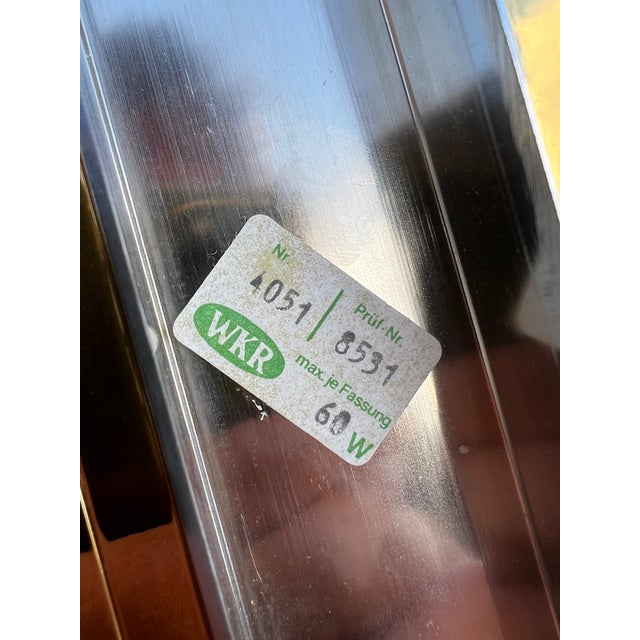 Nr. Prüf.-Nr.
4051 / 8531
WKR max. je Fassung
60 W